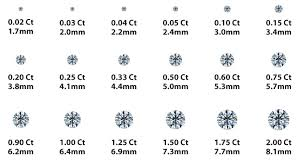 0.02 Ct 0.03 Ct 0.04 Ct 0.05 Ct 0.10 Ct 0.15 Ct
1.7mm 2.0mm 2.2mm 2.4mm 3.0mm 3.4mm
0.20 Ct 0.25 Ct 0.33 Ct 0.50 Ct 0.60 Ct 0.75 Ct
3.8mm 4.1mm 4.4mm 5.0mm 5.3mm 5.7mm
0.90 Ct 1.00 Ct 1.25 Ct 1.50 Ct 1.75 Ct 2.00 Ct
6.2mm 6.4mm 6.9mm 7.3mm 7.7mm 8.1mm